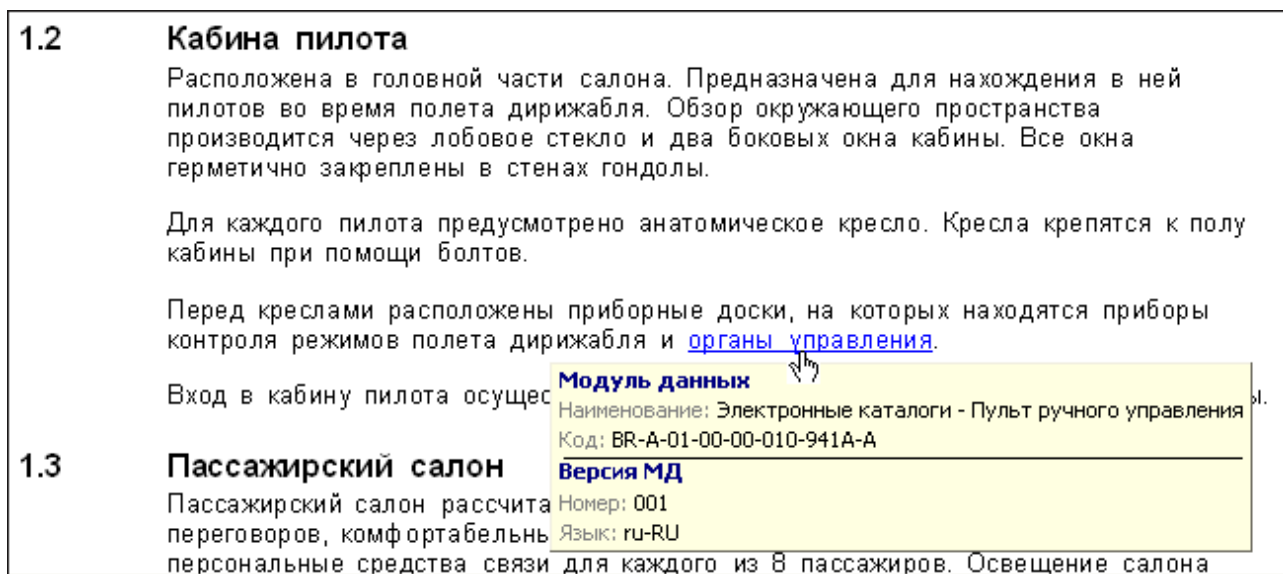 1.2 Кабина пилота
Расположена в головной части салона. Предназначена для нахождения в ней
пилотов во время полета дирижабля. Обзор окружающего пространства
производится через лобовое стекло и два боковых окна кабины. Все окна
герметично закреплены в стенах гондолы.
Для каждого пилота предусмотрено анатомическое кресло. Кресла крепятся к полу
кабины при помощи болтов.
Перед креслами расположены приборные доски, на которых находятся приборы
контроля режимов полета дирижабля и органы управления.
Вход в кабину пилота
Модуль данных
Наименование: Электронные каталоги - Пульт ручного управления
Код: BR-A-01-00-00-010-941A-A
Версия МД
Номер: 001
Язык: ru-RU
1.3 Пассажирский салон
Пассажирский салон
переговоров,
персональные средства связи для каждого из 8 пассажиров. Освещение салона